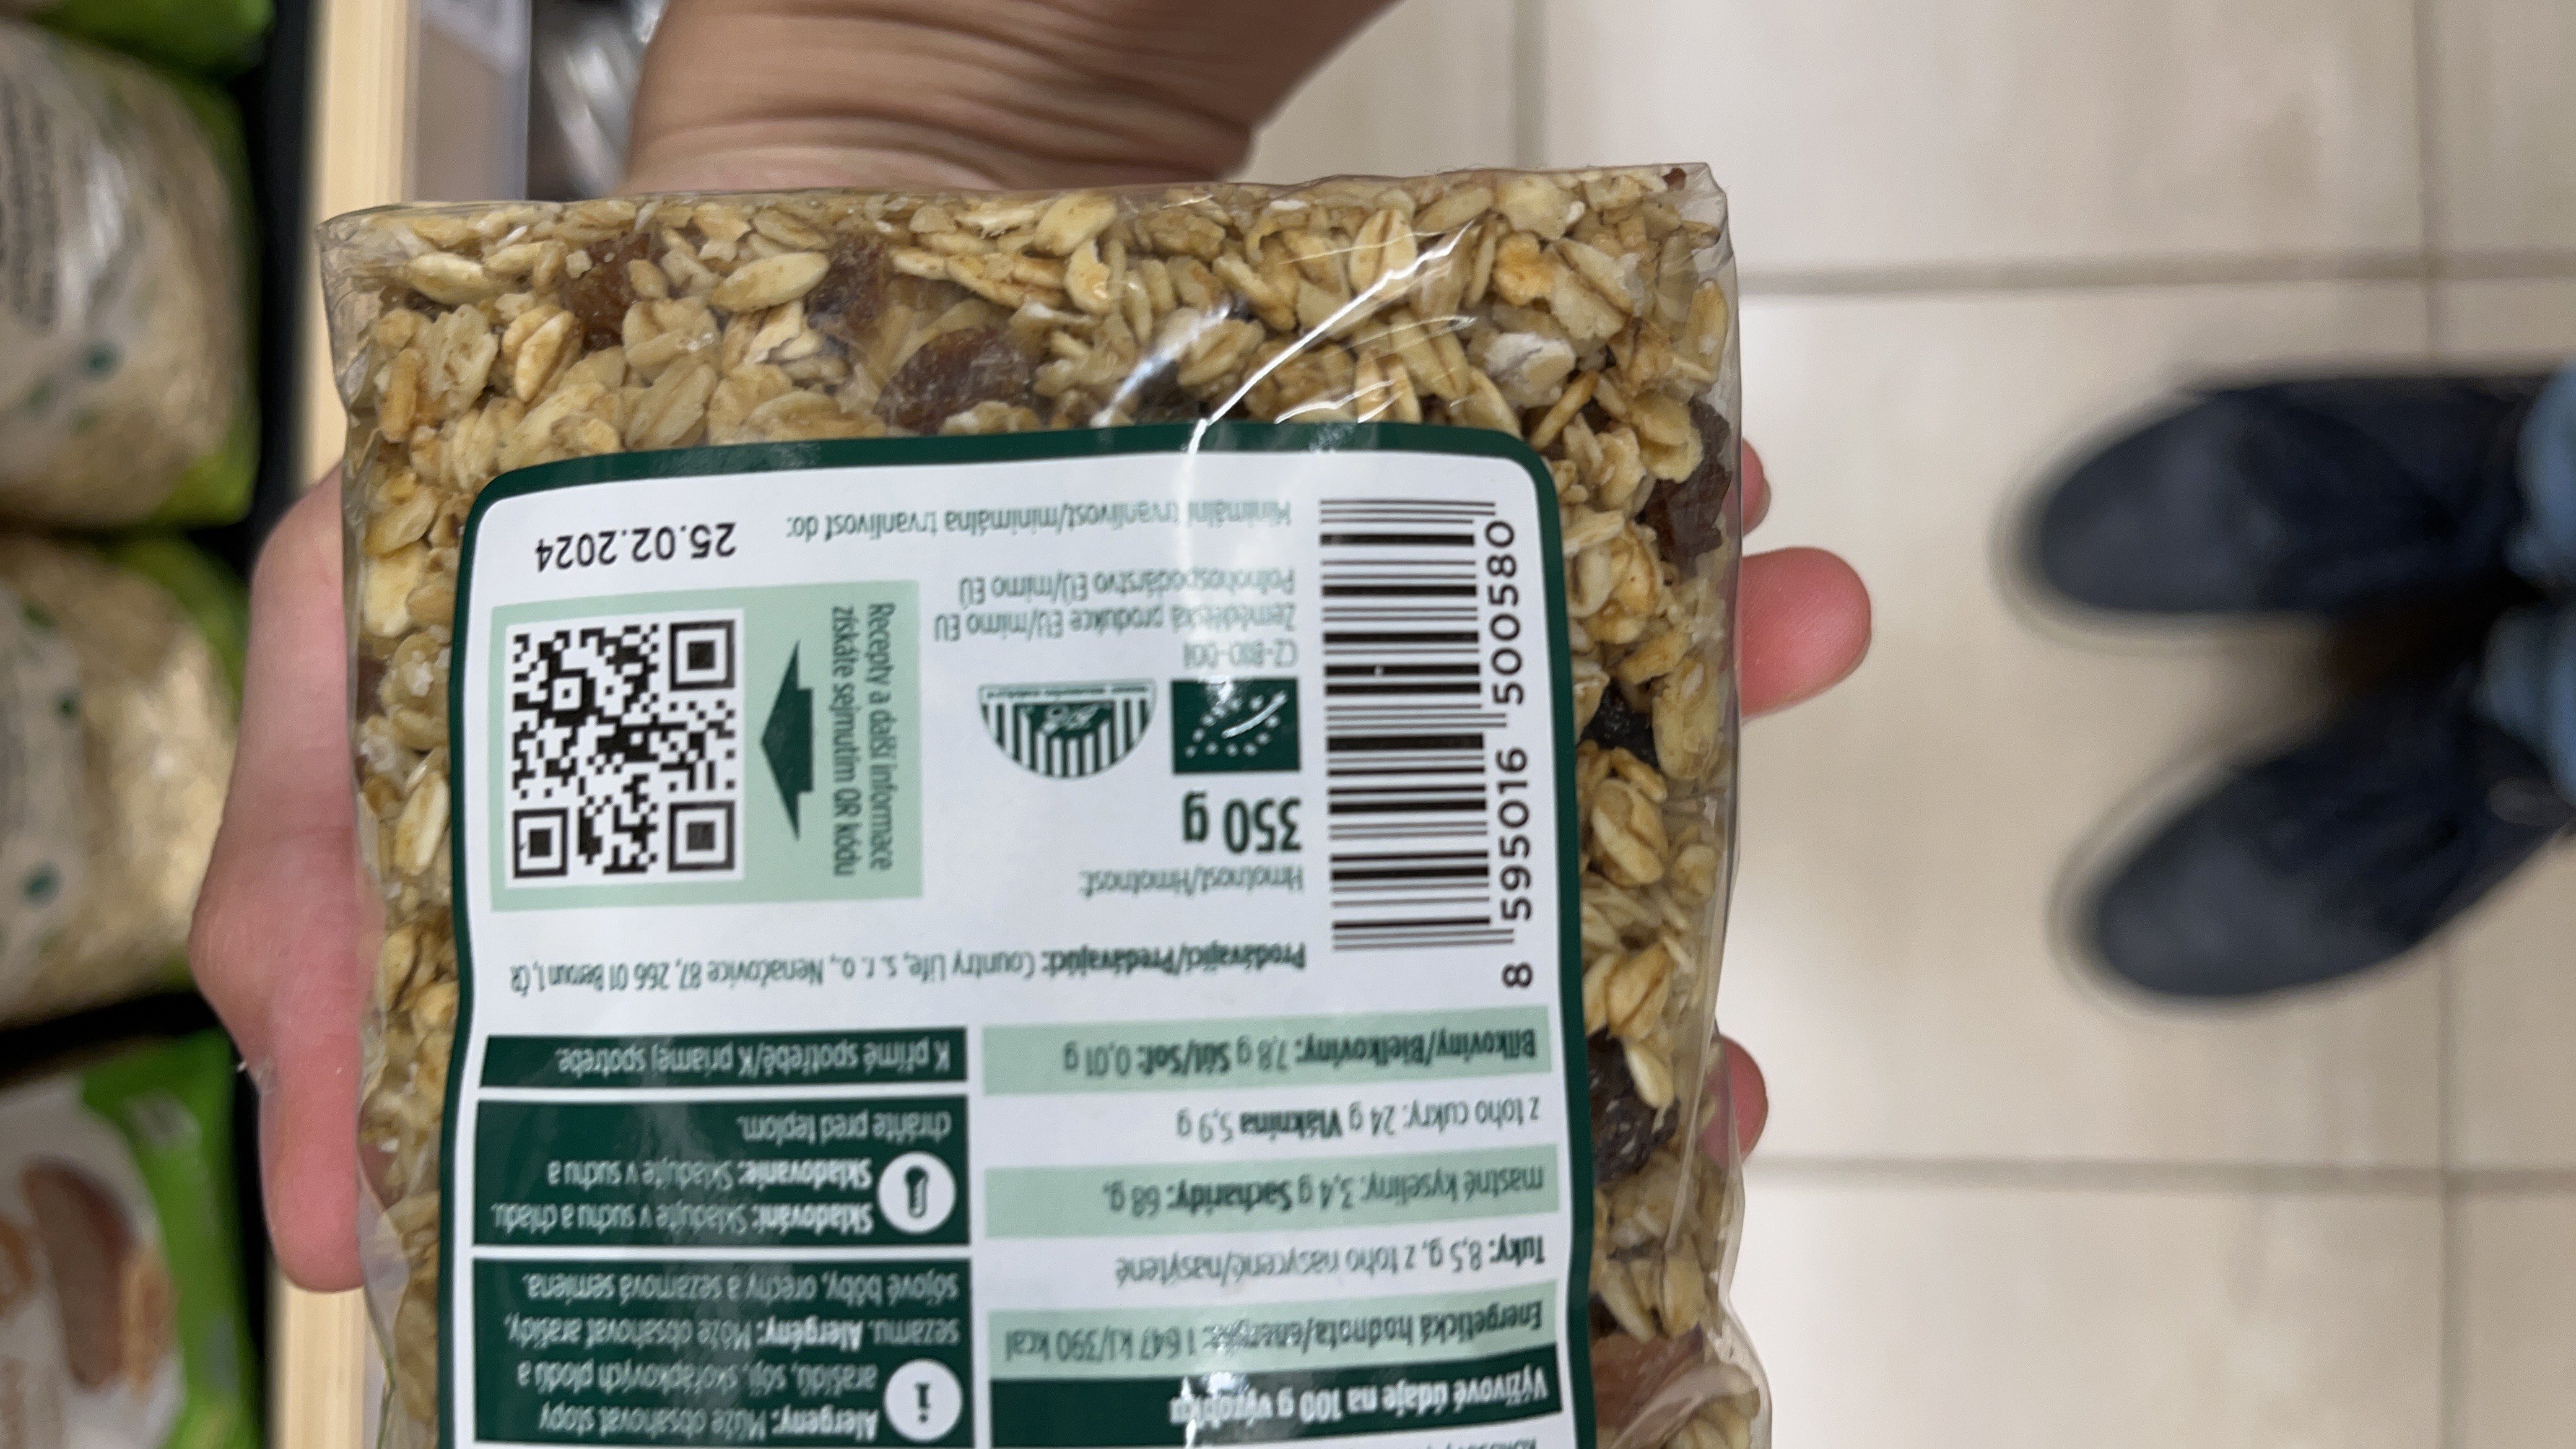 Výživové údaje na 100 g výrobku
Energetická hodnota/energia: 1 647 kJ/390 kcal
Tuky: 8,5 g, z toho nasycené/nasýtené
mastné kyseliny: 3,4 g Sacharidy: 68 g,
z toho cukry: 24 g Vláknina 5,9 g
Bílkoviny/Bielkoviny: 7,8 g Sůl/Soľ: 0,01 g
Alergeny: Může obsahovat stopy
arašídů, sóji, skořápkových plodů a
sezamu. Alergény: Môže obsahovať arašidy,
sójové bôby, orechy a sezamová semiena.
Skladování: Skladujte v suchu a chladu.
Skladovanie: Skladujte v suchu a
chráňte pred teplom.
K přímé spotřebě/K priamej spotrebe.
Prodávající/Predávajúci: Country Life, s. r. o., Nenačovice 87, 266 01 Beroun 1, ČR
Hmotnost/Hmotnosť:
350 g
CZ-BIO-001
Zemědělská produkce EU/mimo EU
Poľnohospodárstvo EU/mimo EÚ
Minimální trvanlivost/minimálna trvanlivosť do:
25.02.2024
Recepty a další informace
získáte sejmutím QR kódu
8 595016 500580